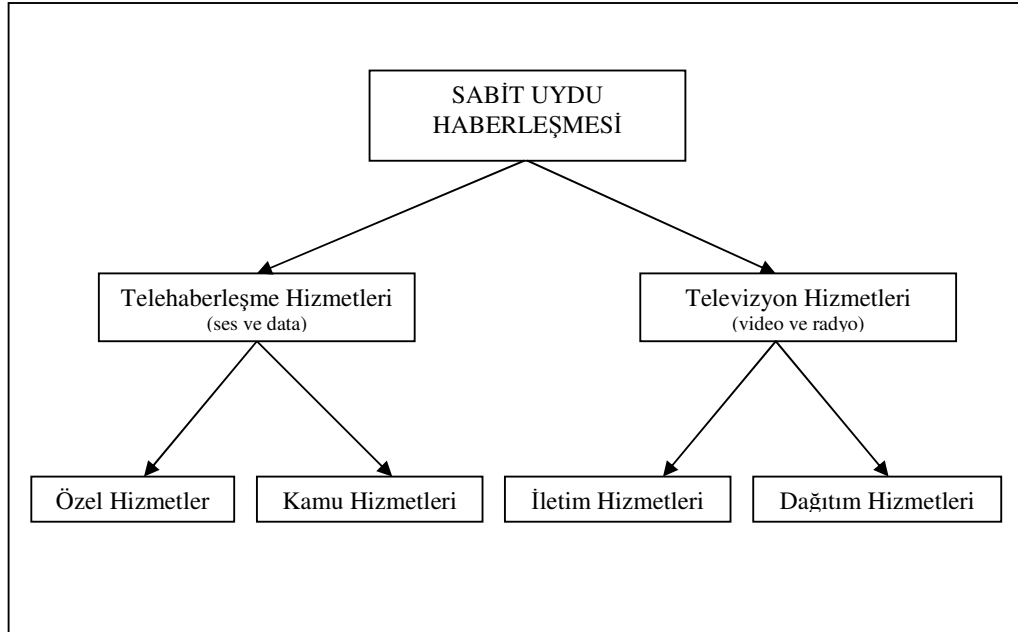 SABİT UYDU
HABERLEŞMESİ
Telehaberleşme Hizmetleri
(ses ve data)
Televizyon Hizmetleri
(video ve radyo)
Özel Hizmetler
Kamu Hizmetleri
İletim Hizmetleri
Dağıtım Hizmetleri